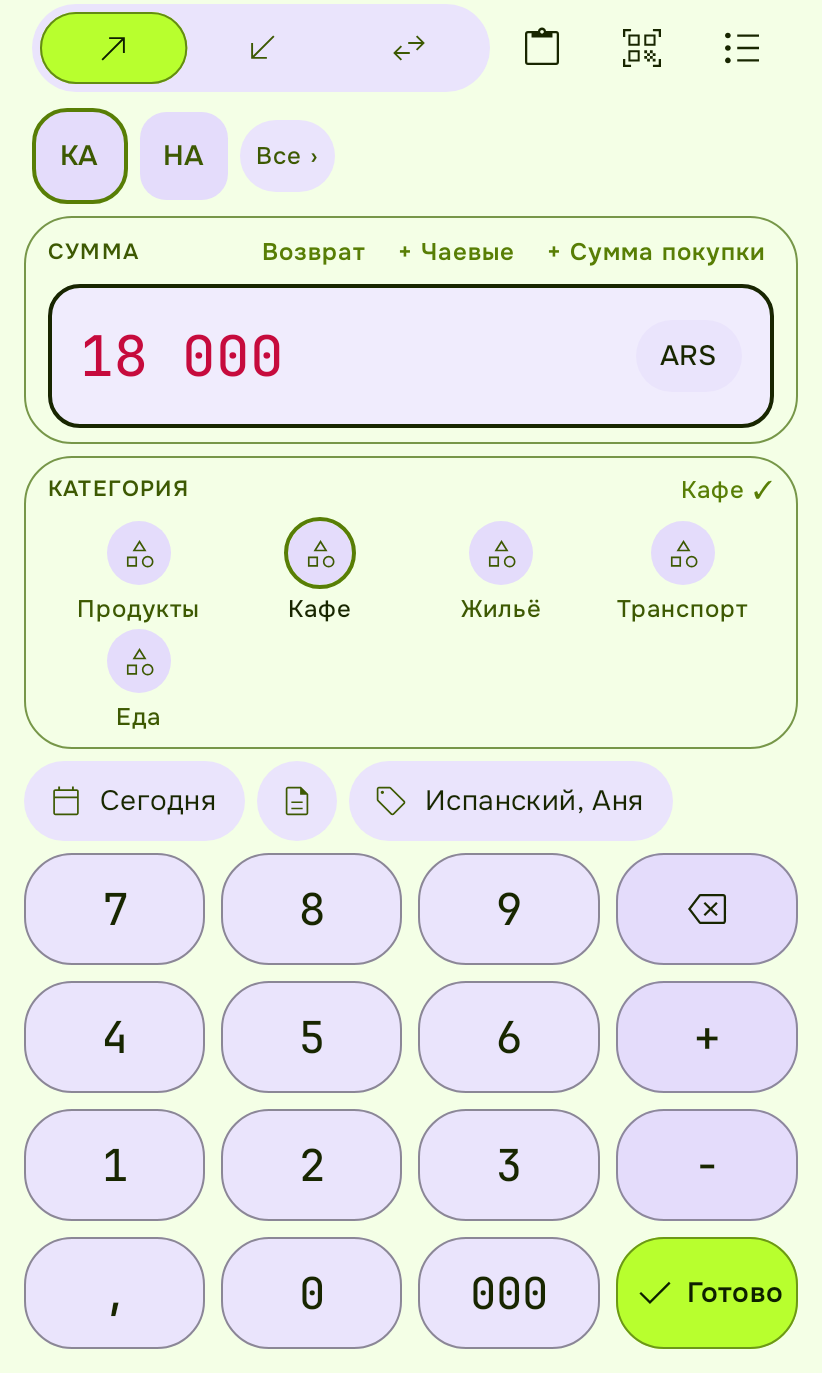 КА НА Все ›
СУММА Возврат + Чаевые + Сумма покупки
18 000 ARS
КАТЕГОРИЯ Кафе ✓
Продукты Кафе Жильё Транспорт
Еда
Сегодня Испанский, Аня
7 8 9
4 5 6 +
1 2 3 -
, 0 000 Готово